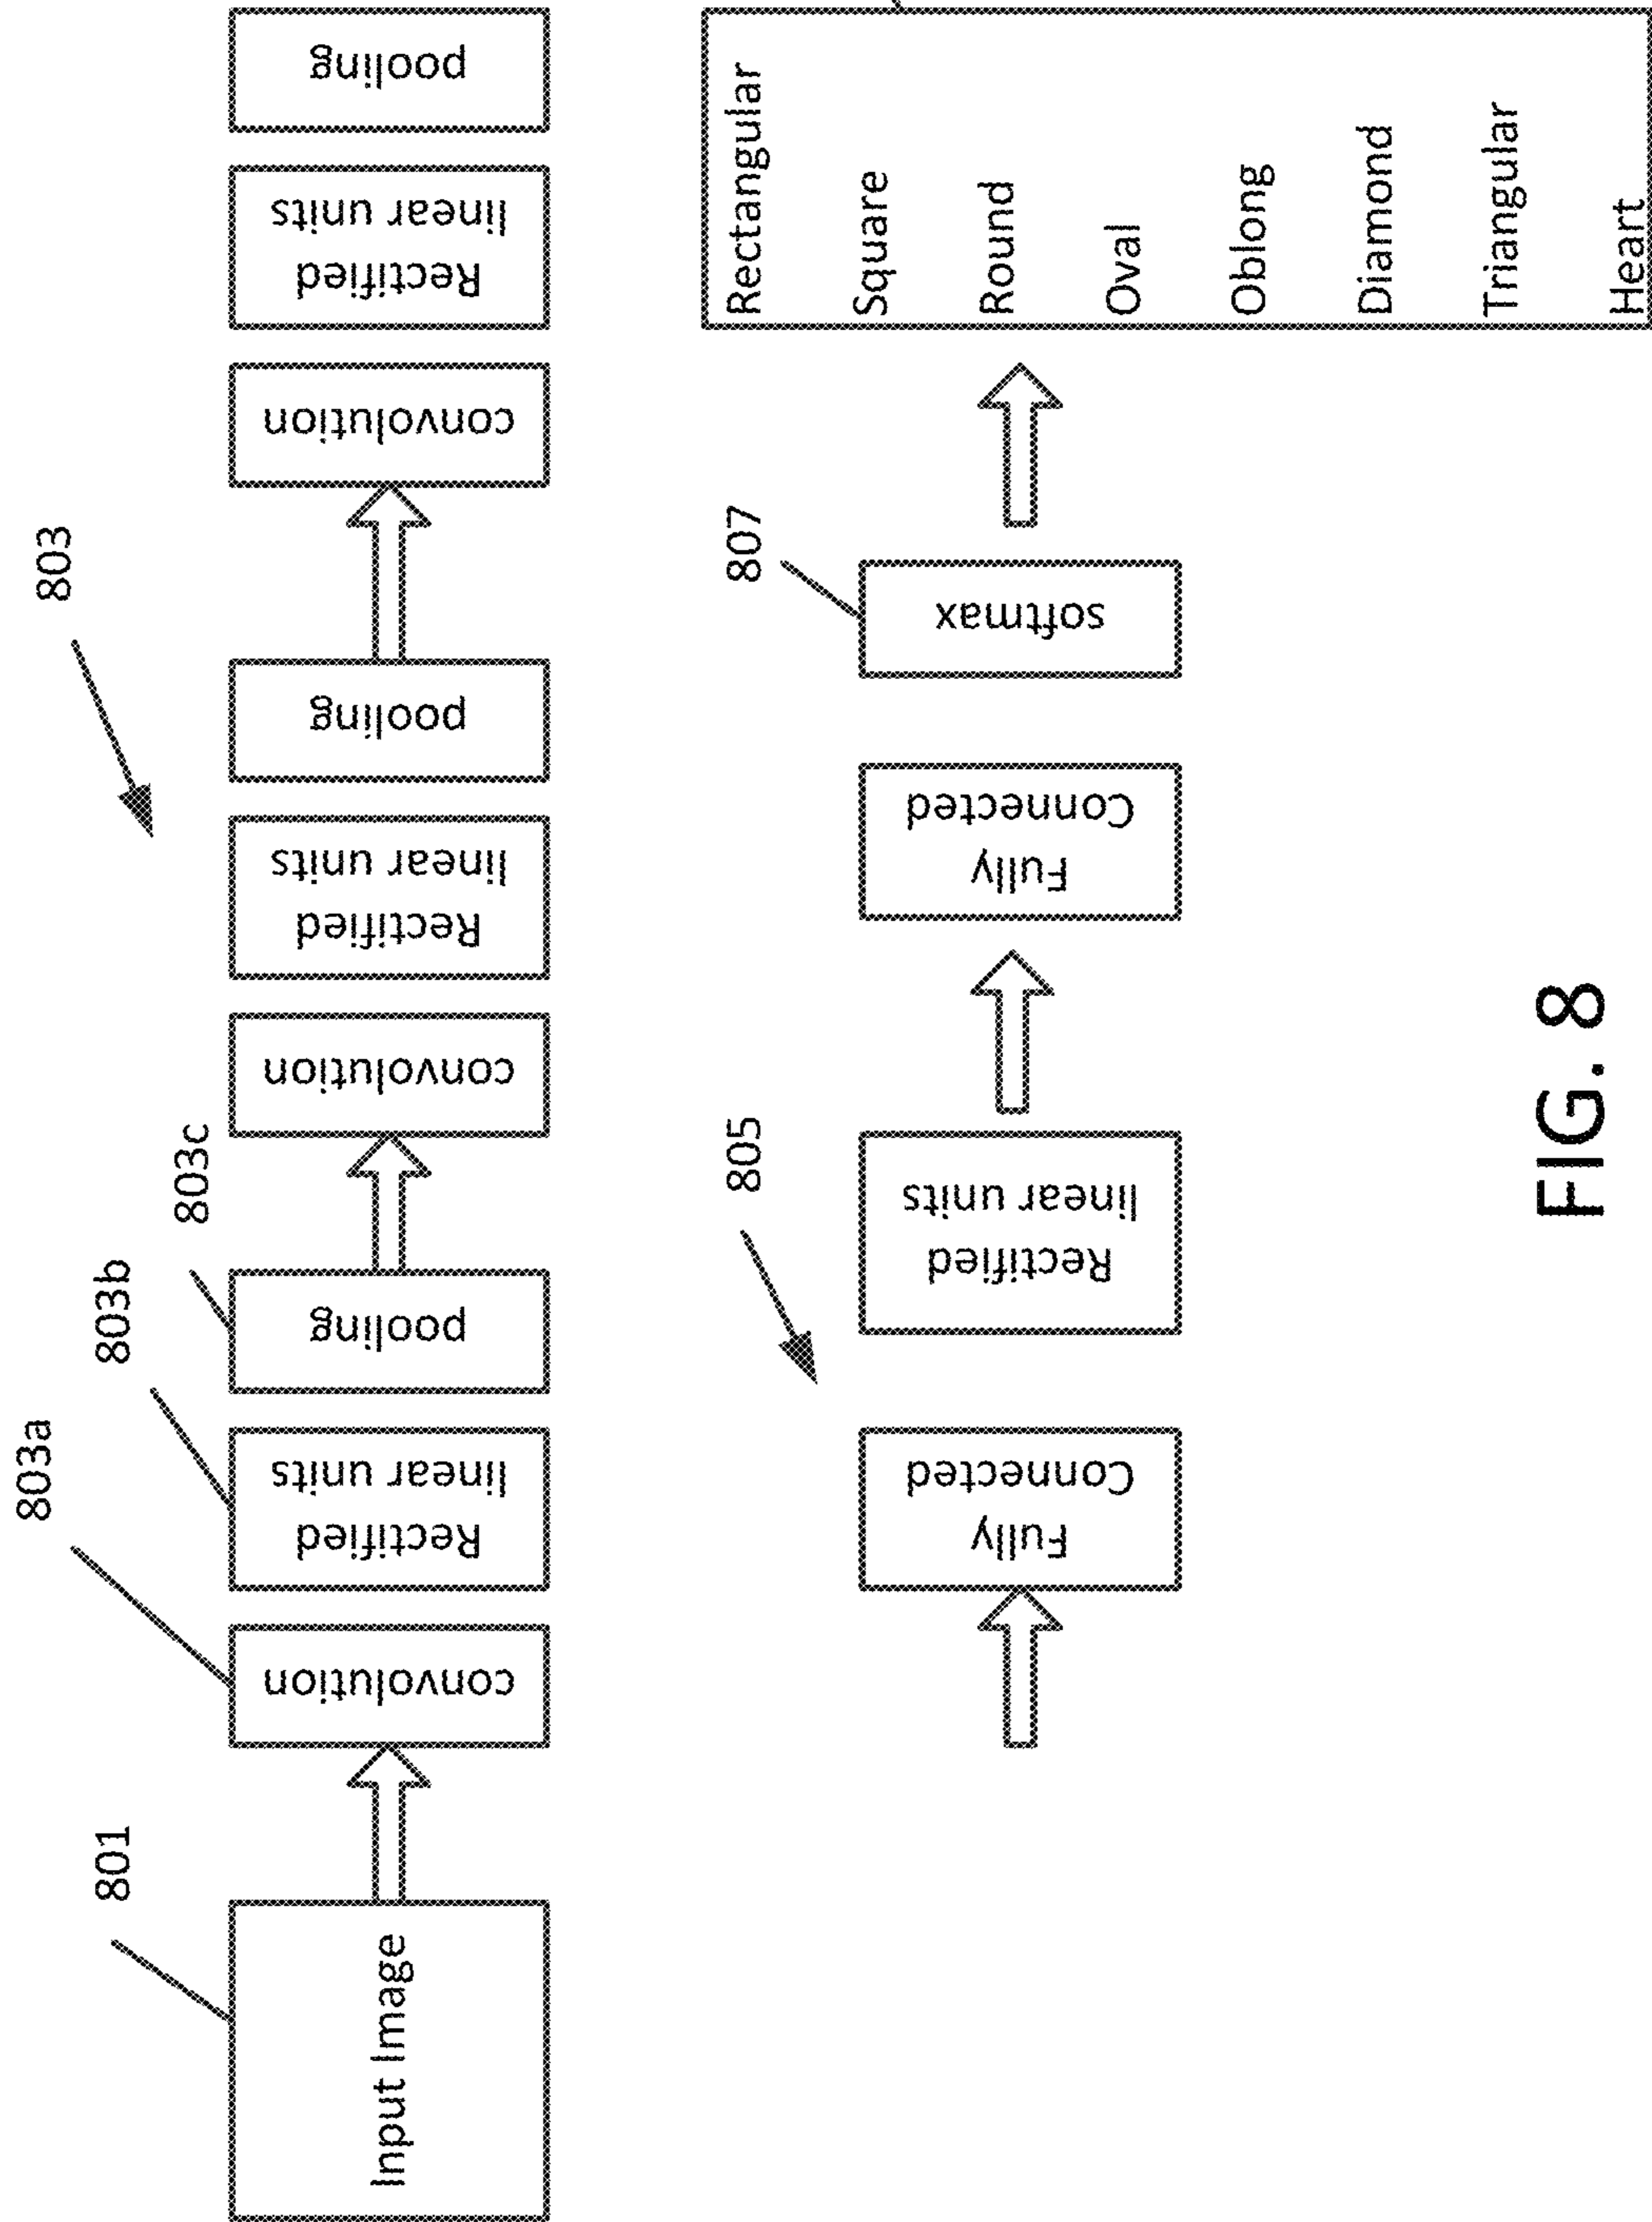 803
803a
803b
803c
801
Input Image
convolution
Rectified
linear units
pooling
convolution
Rectified
linear units
pooling
convolution
Rectified
linear units
pooling
805
807
Fully
Connected
Rectified
linear units
Fully
Connected
softmax
Rectangular
Square
Round
Oval
Oblong
Diamond
Triangular
Heart
FIG. 8